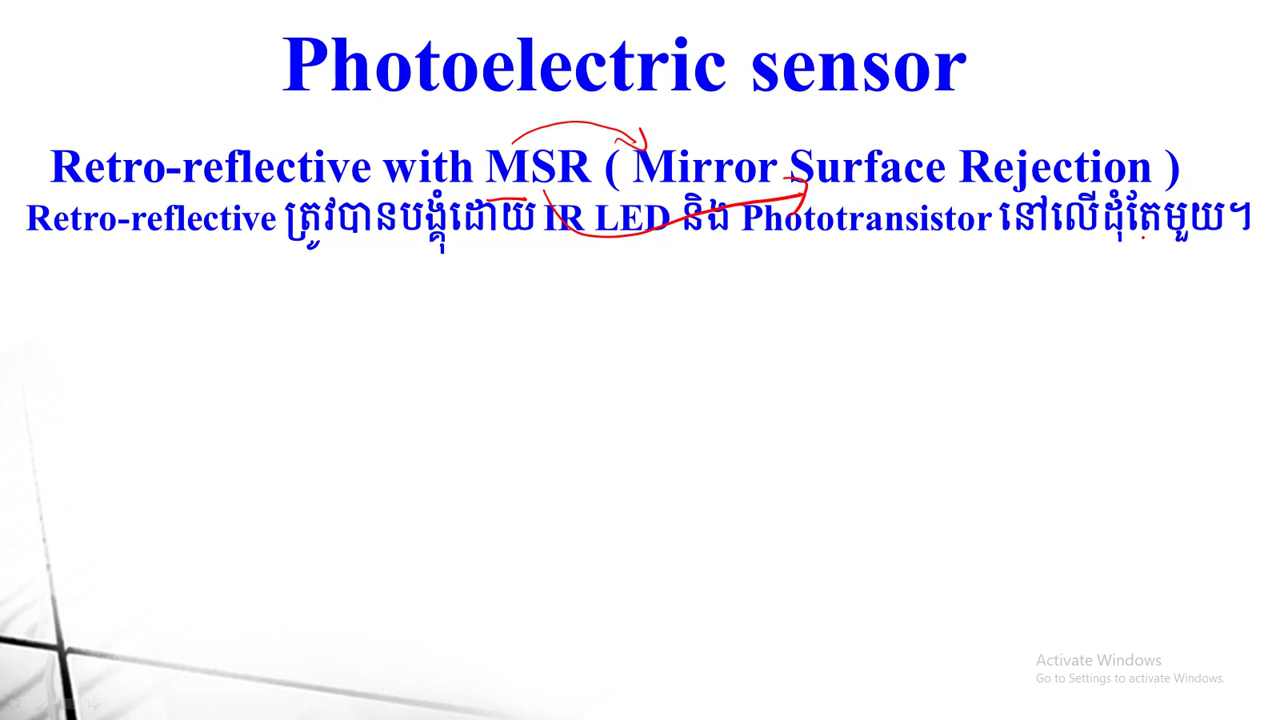 Photoelectric sensor
Retro-reflective with MSR ( Mirror Surface Rejection )
Retro-reflective ត្រូវបានបង្គុំដោយ IR LED និង Phototransistor នៅលើដុំតែមួយ។
Activate Windows
Go to Settings to activate Windows.